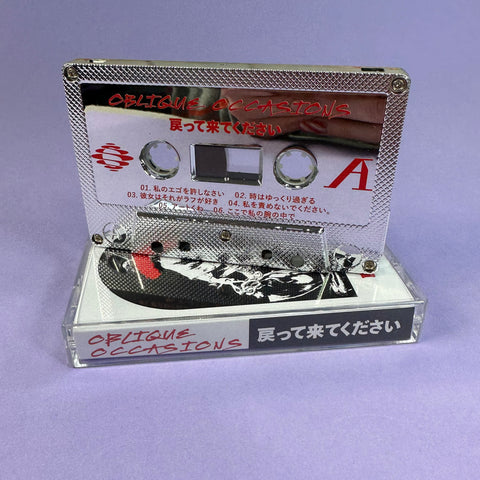 OBLIQUE OCCASIONS
戻って来てください
A
01. 私のエゴを許しなさい 02. 時はゆっくり過ぎる
03. 彼女はそれがラフが好き 04. 私を責めないでください。
06. ここで私の腕の中で
OBLIQUE
OCCASIONS
戻って来てください